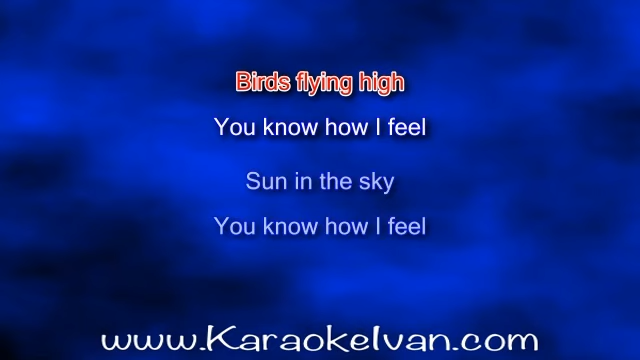 Birds flying high
You know how I feel
Sun in the sky
You know how I feel
www.KaraokeIvan.com